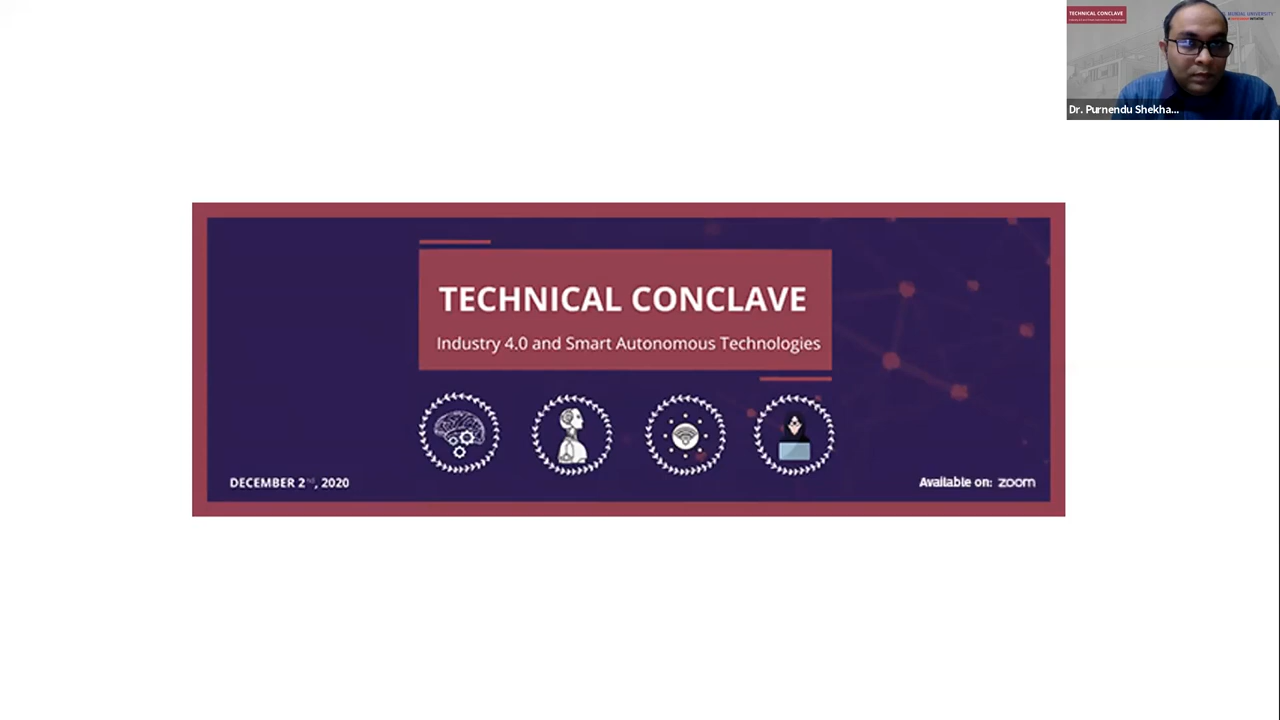 TECHNICAL CONCLAVE
Dr. Purnendu Shekha...
TECHNICAL CONCLAVE
Industry 4.0 and Smart Autonomous Technologies
DECEMBER 2nd, 2020
Available on: zoom